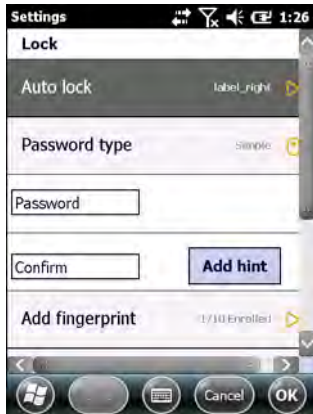 Settings 1:26
Lock
Auto lock label_right
Password type Simple
Password
Confirm Add hint
Add fingerprint 1/10 Enrolled
Cancel OK